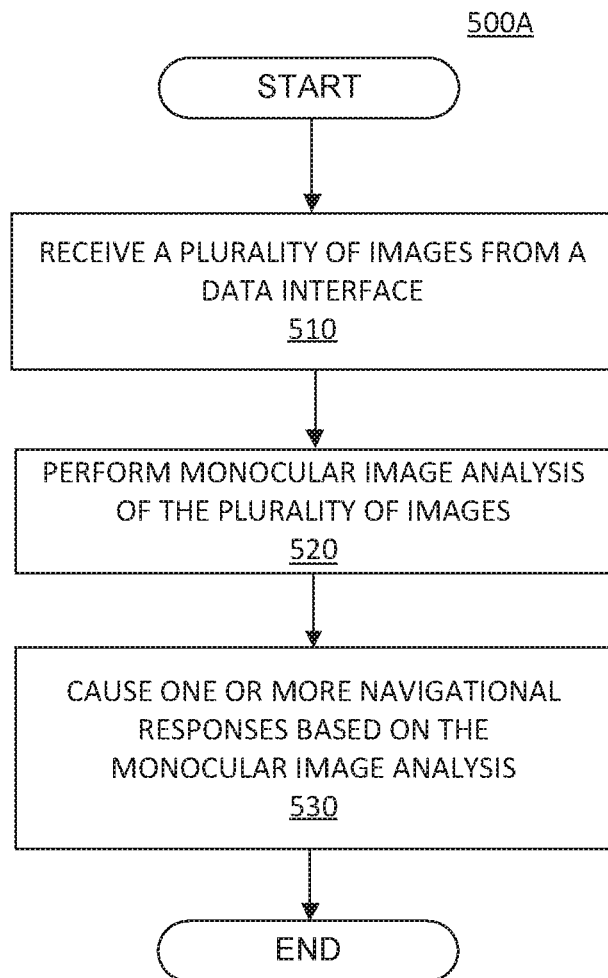 500A
START
RECEIVE A PLURALITY OF IMAGES FROM A
DATA INTERFACE
510
PERFORM MONOCULAR IMAGE ANALYSIS
OF THE PLURALITY OF IMAGES
520
CAUSE ONE OR MORE NAVIGATIONAL
RESPONSES BASED ON THE
MONOCULAR IMAGE ANALYSIS
530
END